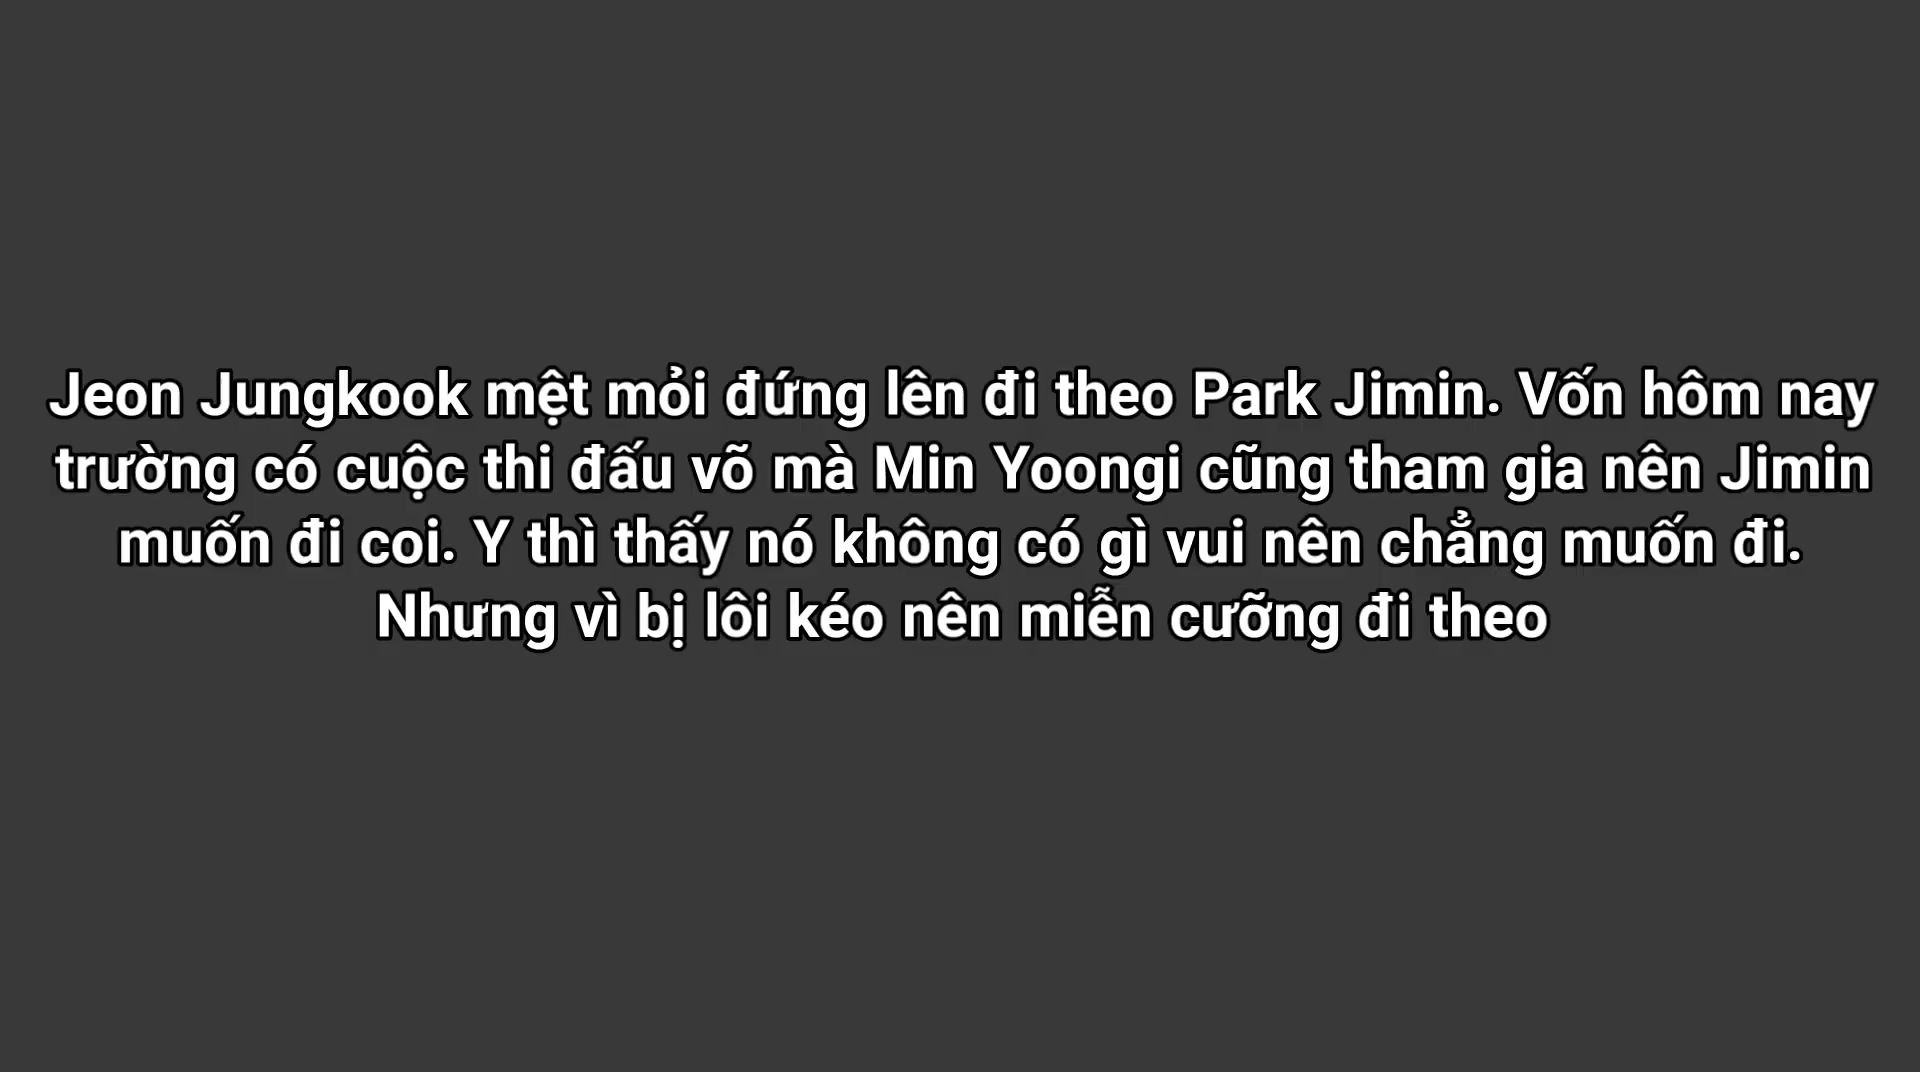 Jeon Jungkook mệt mỏi đứng lên đi theo Park Jimin. Vốn hôm nay
trường có cuộc thi đấu võ mà Min Yoongi cũng tham gia nên Jimin
muốn đi coi. Y thì thấy nó không có gì vui nên chẳng muốn đi.
Nhưng vì bị lôi kéo nên miễn cưỡng đi theo